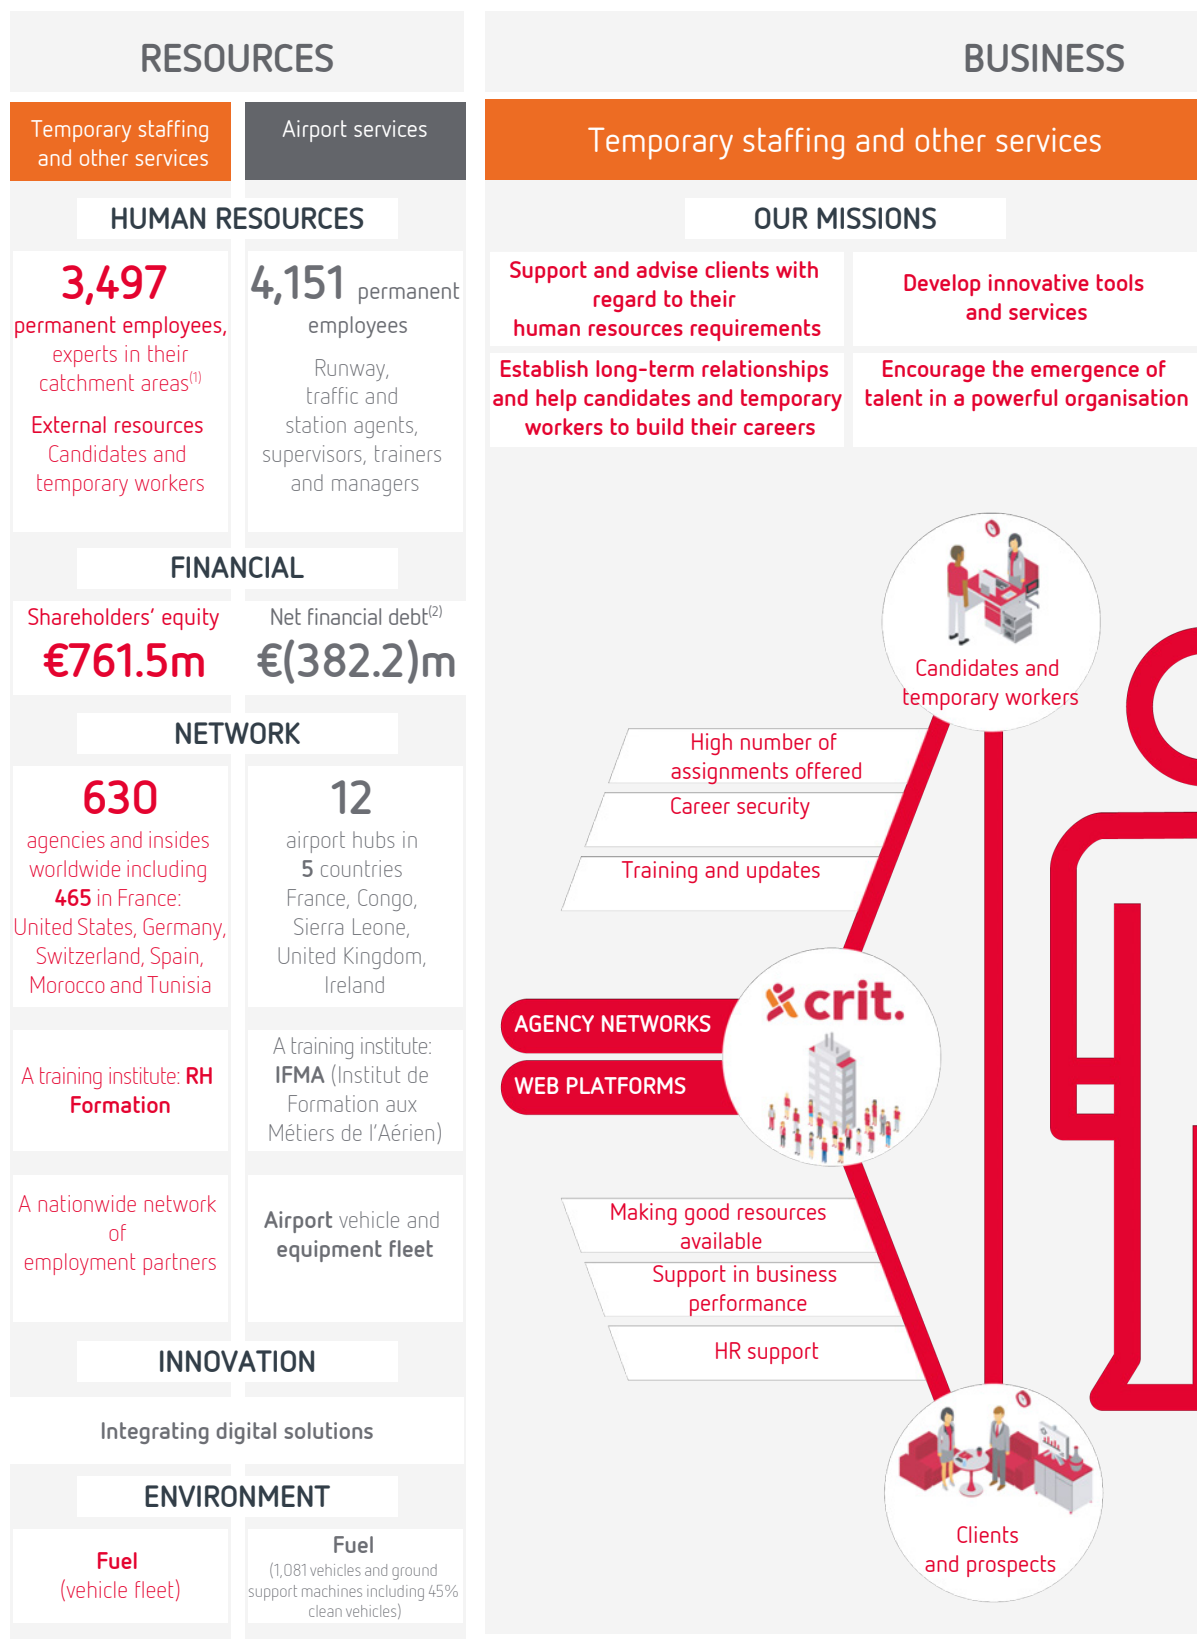 RESOURCES
Temporary staffing
and other services
Airport services
HUMAN RESOURCES
3,497
permanent employees,
experts in their
catchment areas(1)
External resources
Candidates and
temporary workers
4,151 permanent
employees
Runway,
traffic and
station agents,
supervisors, trainers
and managers
FINANCIAL
Shareholders' equity
€761.5m
Net financial debt(2)
€(382.2)m
NETWORK
630
agencies and insides
worldwide including
465 in France:
United States, Germany,
Switzerland, Spain,
Morocco and Tunisia
12
airport hubs in
5 countries
France, Congo,
Sierra Leone,
United Kingdom,
Ireland
A training institute: RH
Formation
A training institute:
IFMA (Institut de
Formation aux
Métiers de l'Aérien)
A nationwide network
of
employment partners
Airport vehicle and
equipment fleet
INNOVATION
Integrating digital solutions
ENVIRONMENT
Fuel
(vehicle fleet)
Fuel
(1,081 vehicles and ground
support machines including 45%
clean vehicles)
BUSINESS
Temporary staffing and other services
OUR MISSIONS
Support and advise clients with
regard to their
human resources requirements
Develop innovative tools
and services
Establish long-term relationships
and help candidates and temporary
workers to build their careers
Encourage the emergence of
talent in a powerful organisation
Candidates and
temporary workers
High number of
assignments offered
Career security
Training and updates
crit.
AGENCY NETWORKS
WEB PLATFORMS
Making good resources
available
Support in business
performance
HR support
Clients
and prospects